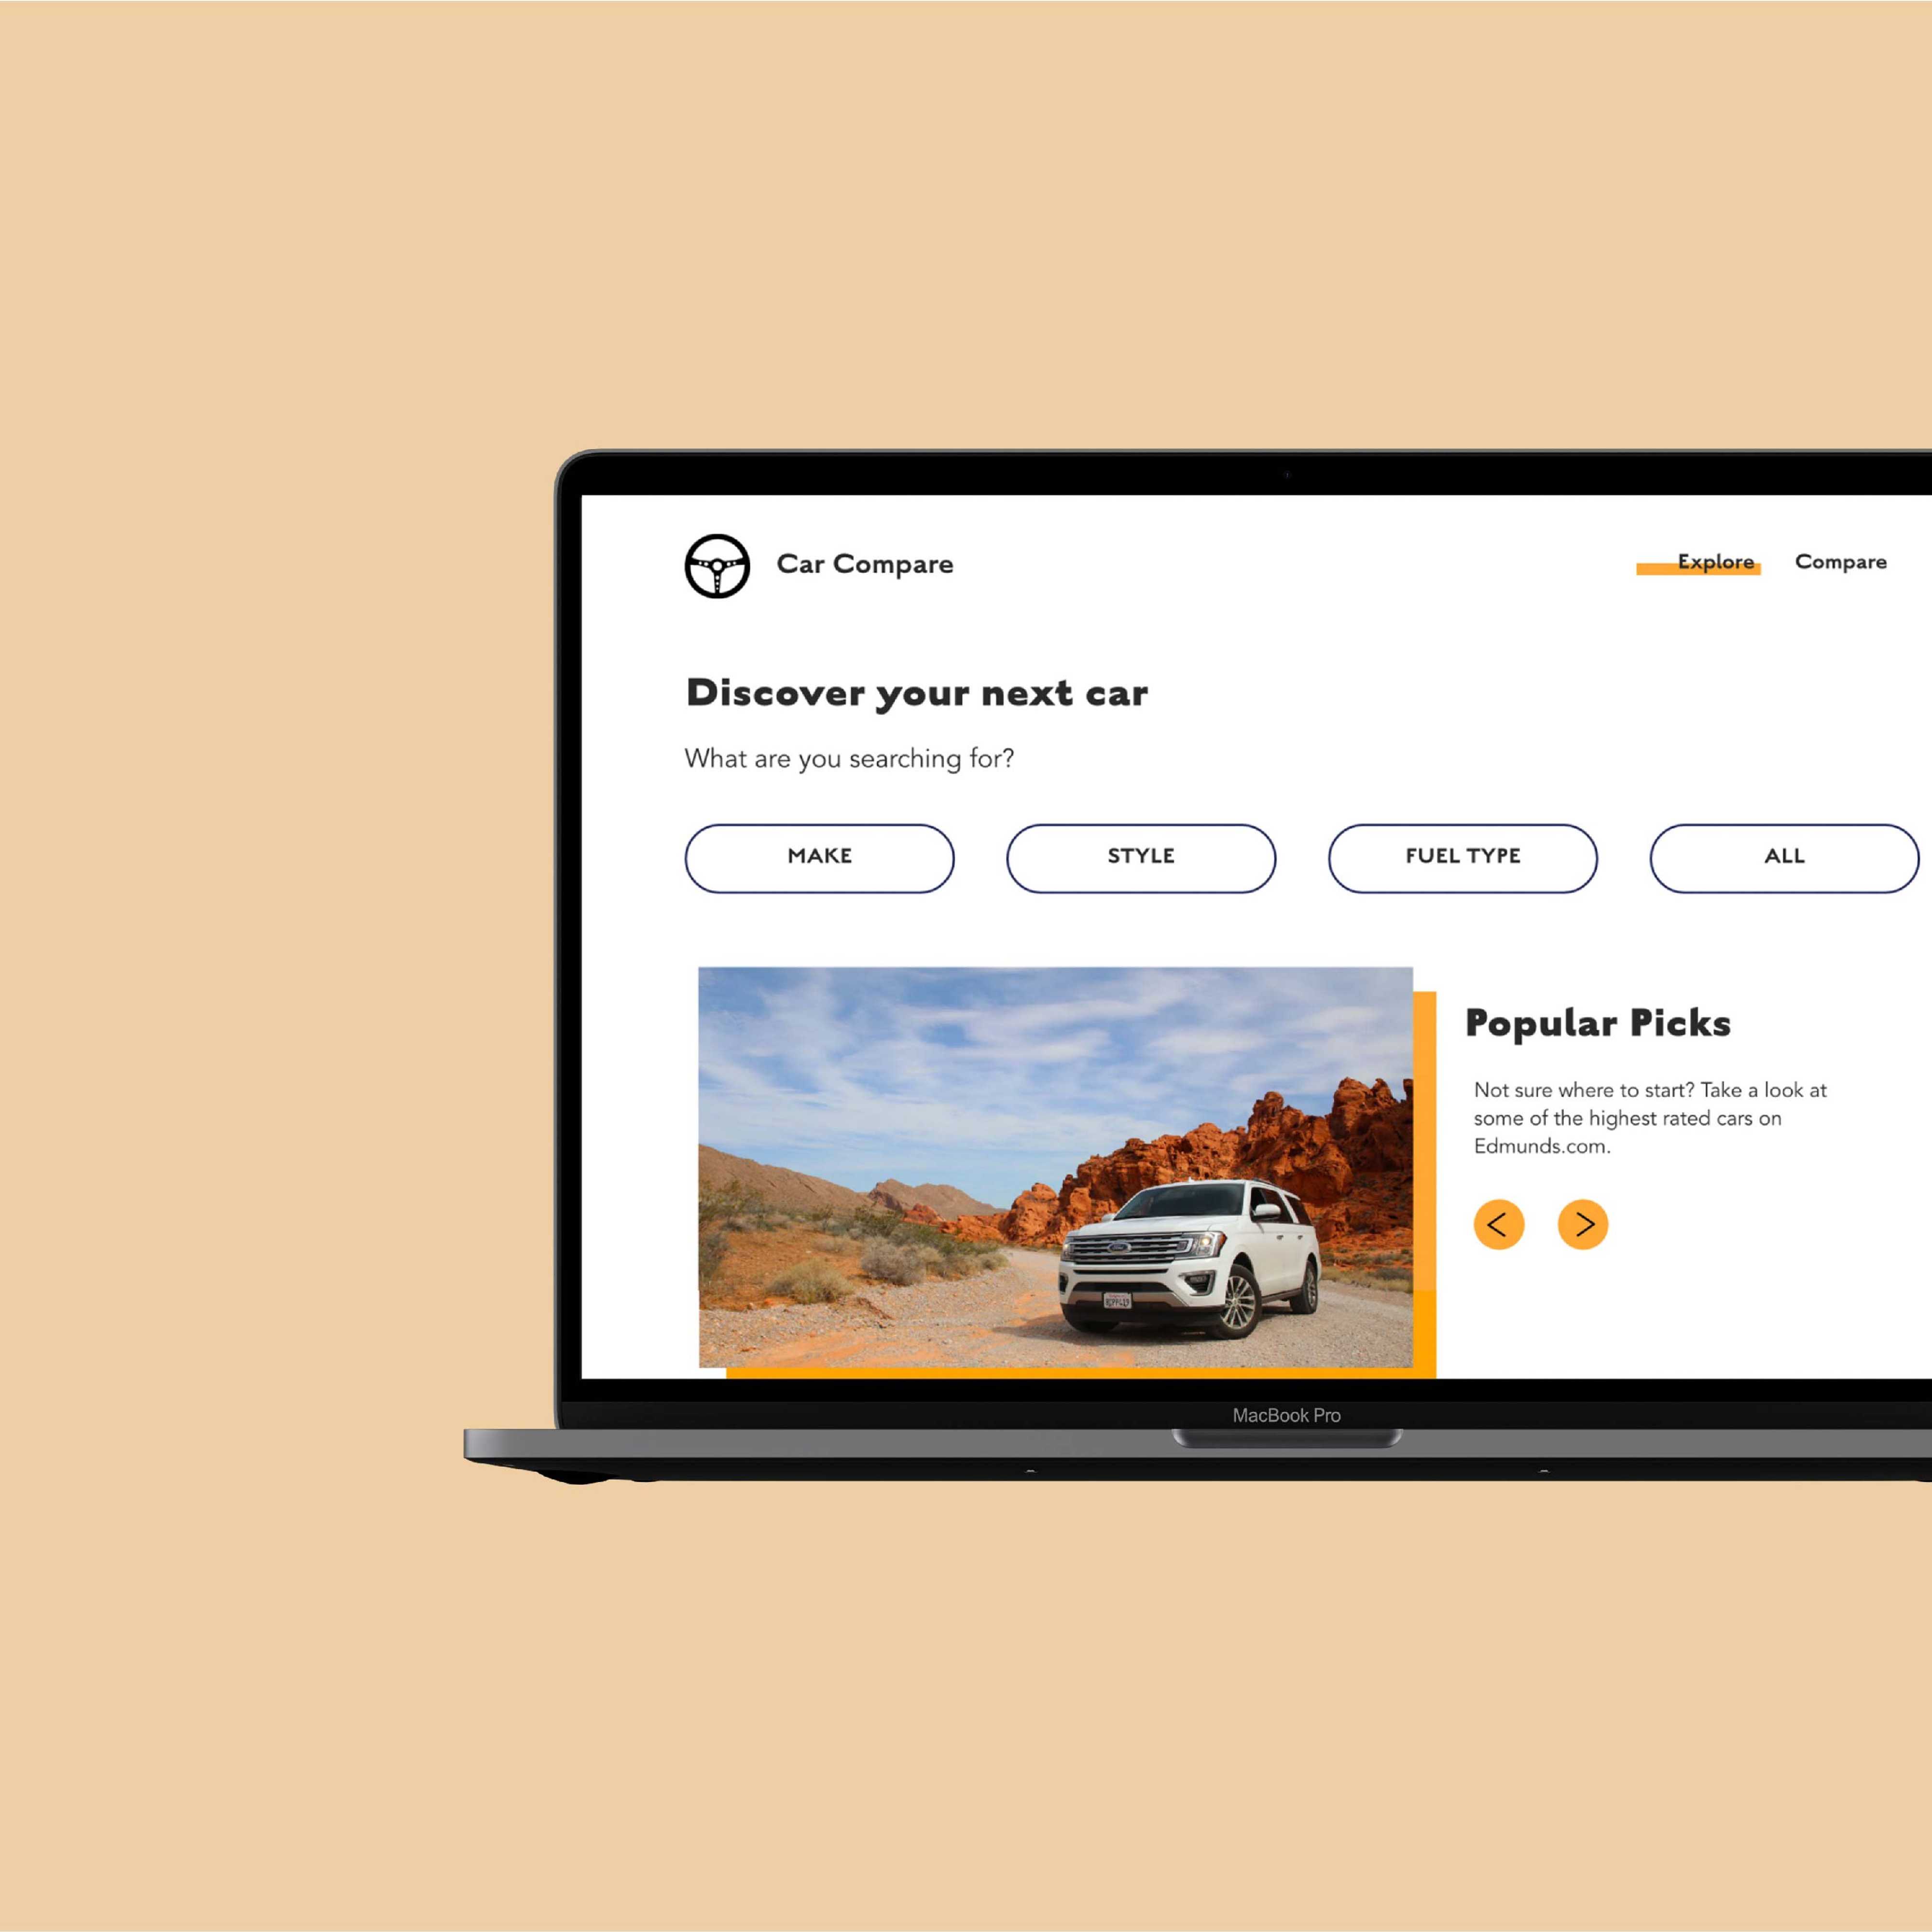 Car Compare
Explore
Compare
Discover your next car
What are you searching for?
MAKE
STYLE
FUEL TYPE
ALL
Popular Picks
Not sure where to start? Take a look at
some of the highest rated cars on
Edmunds.com.
MacBook Pro